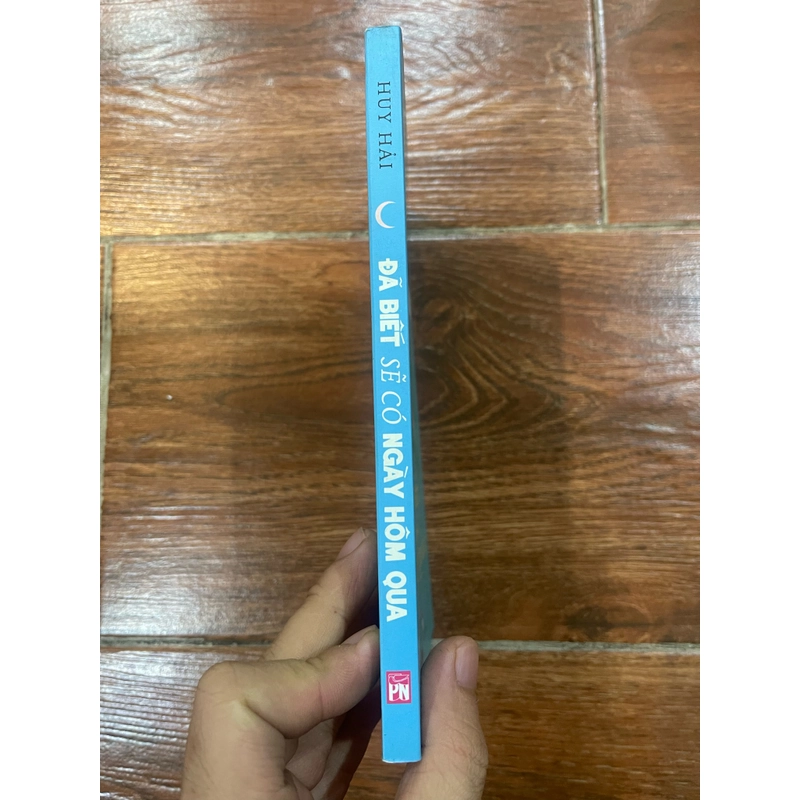 HUY HẢI
ĐÃ BIẾT SẼ CÓ NGÀY HÔM QUA
PN